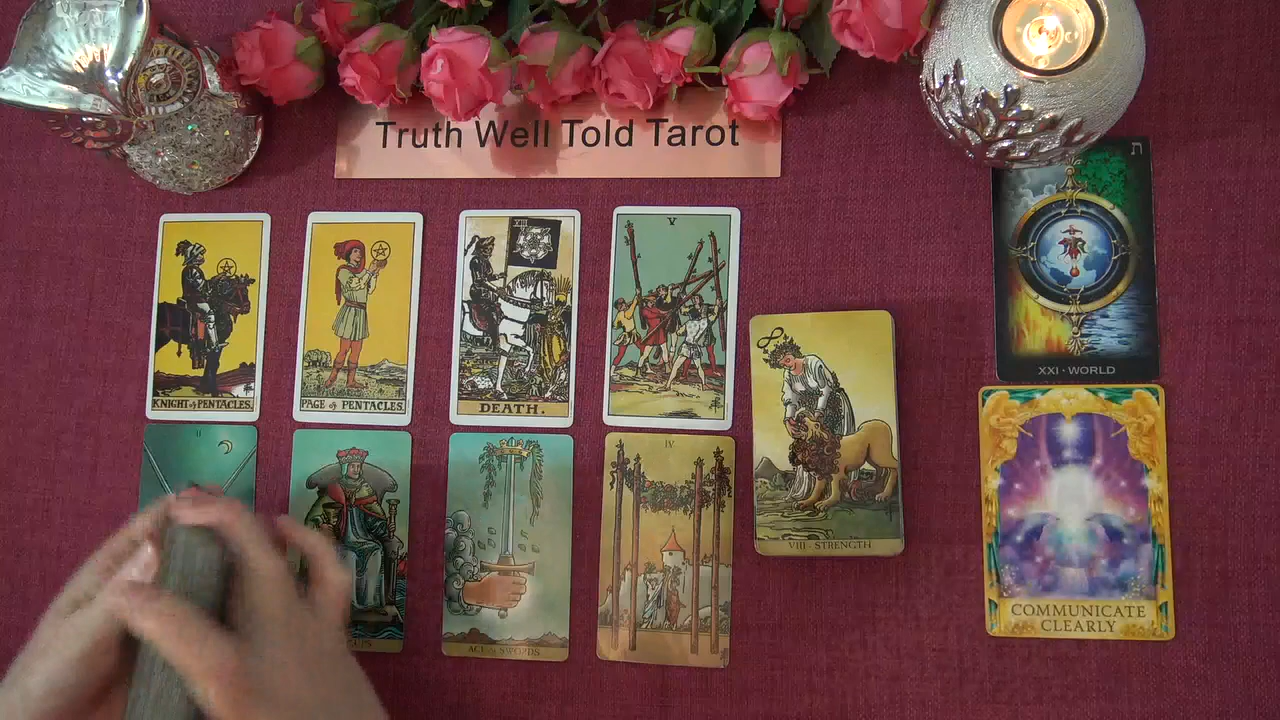 Truth Well Told Tarot
ת
XIII
V
KNIGHT of PENTACLES.
PAGE of PENTACLES.
DEATH.
XXI · WORLD
II
IV
VIII · STRENGTH
ACE of SWORDS
COMMUNICATE
CLEARLY